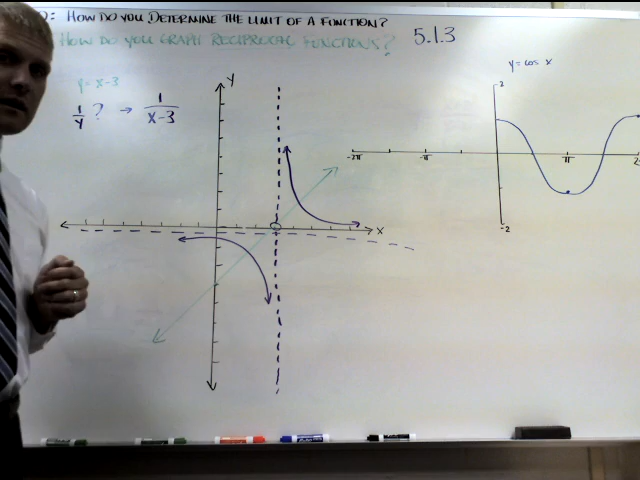 Q: HOW DO YOU DETERMINE THE LIMIT OF A FUNCTION?
HOW DO YOU GRAPH RECIPROCAL FUNCTIONS? 5.1.3
y = x-3
1/y ? → 1/(x-3)
y
x
y = cos x
2
-2π -π π 2
-2